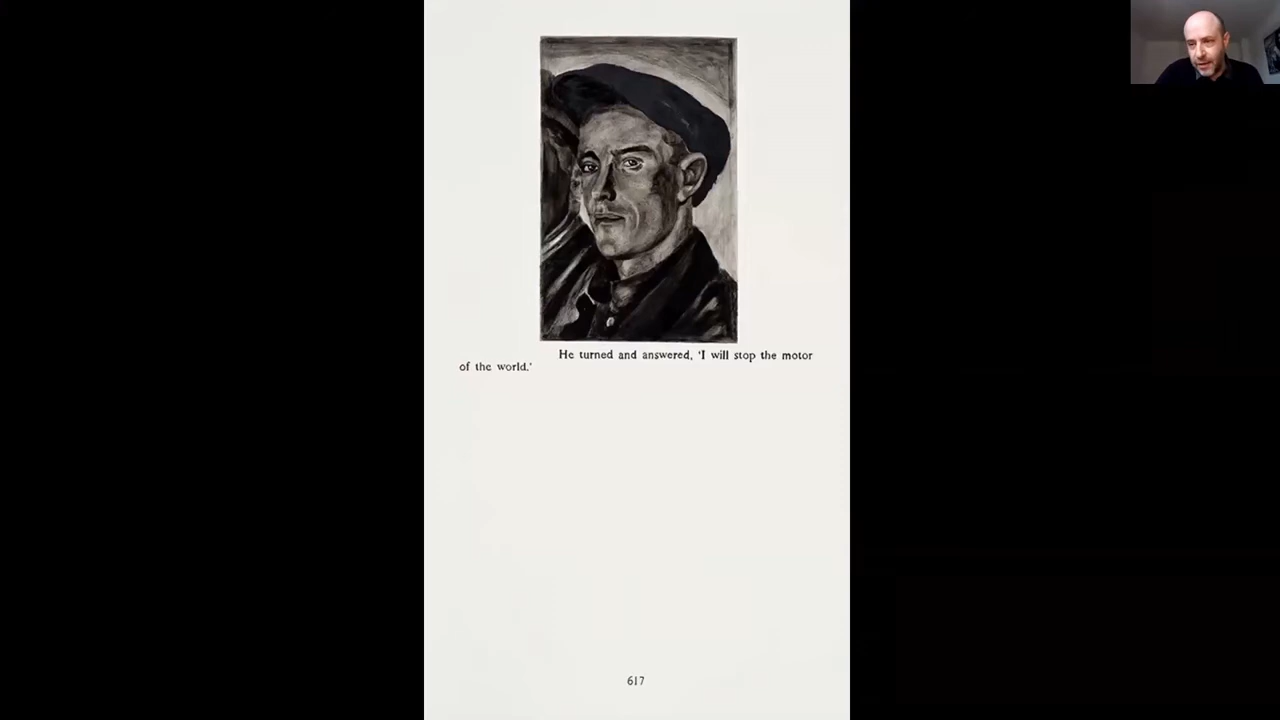 He turned and answered, 'I will stop the motor
of the world.'
617